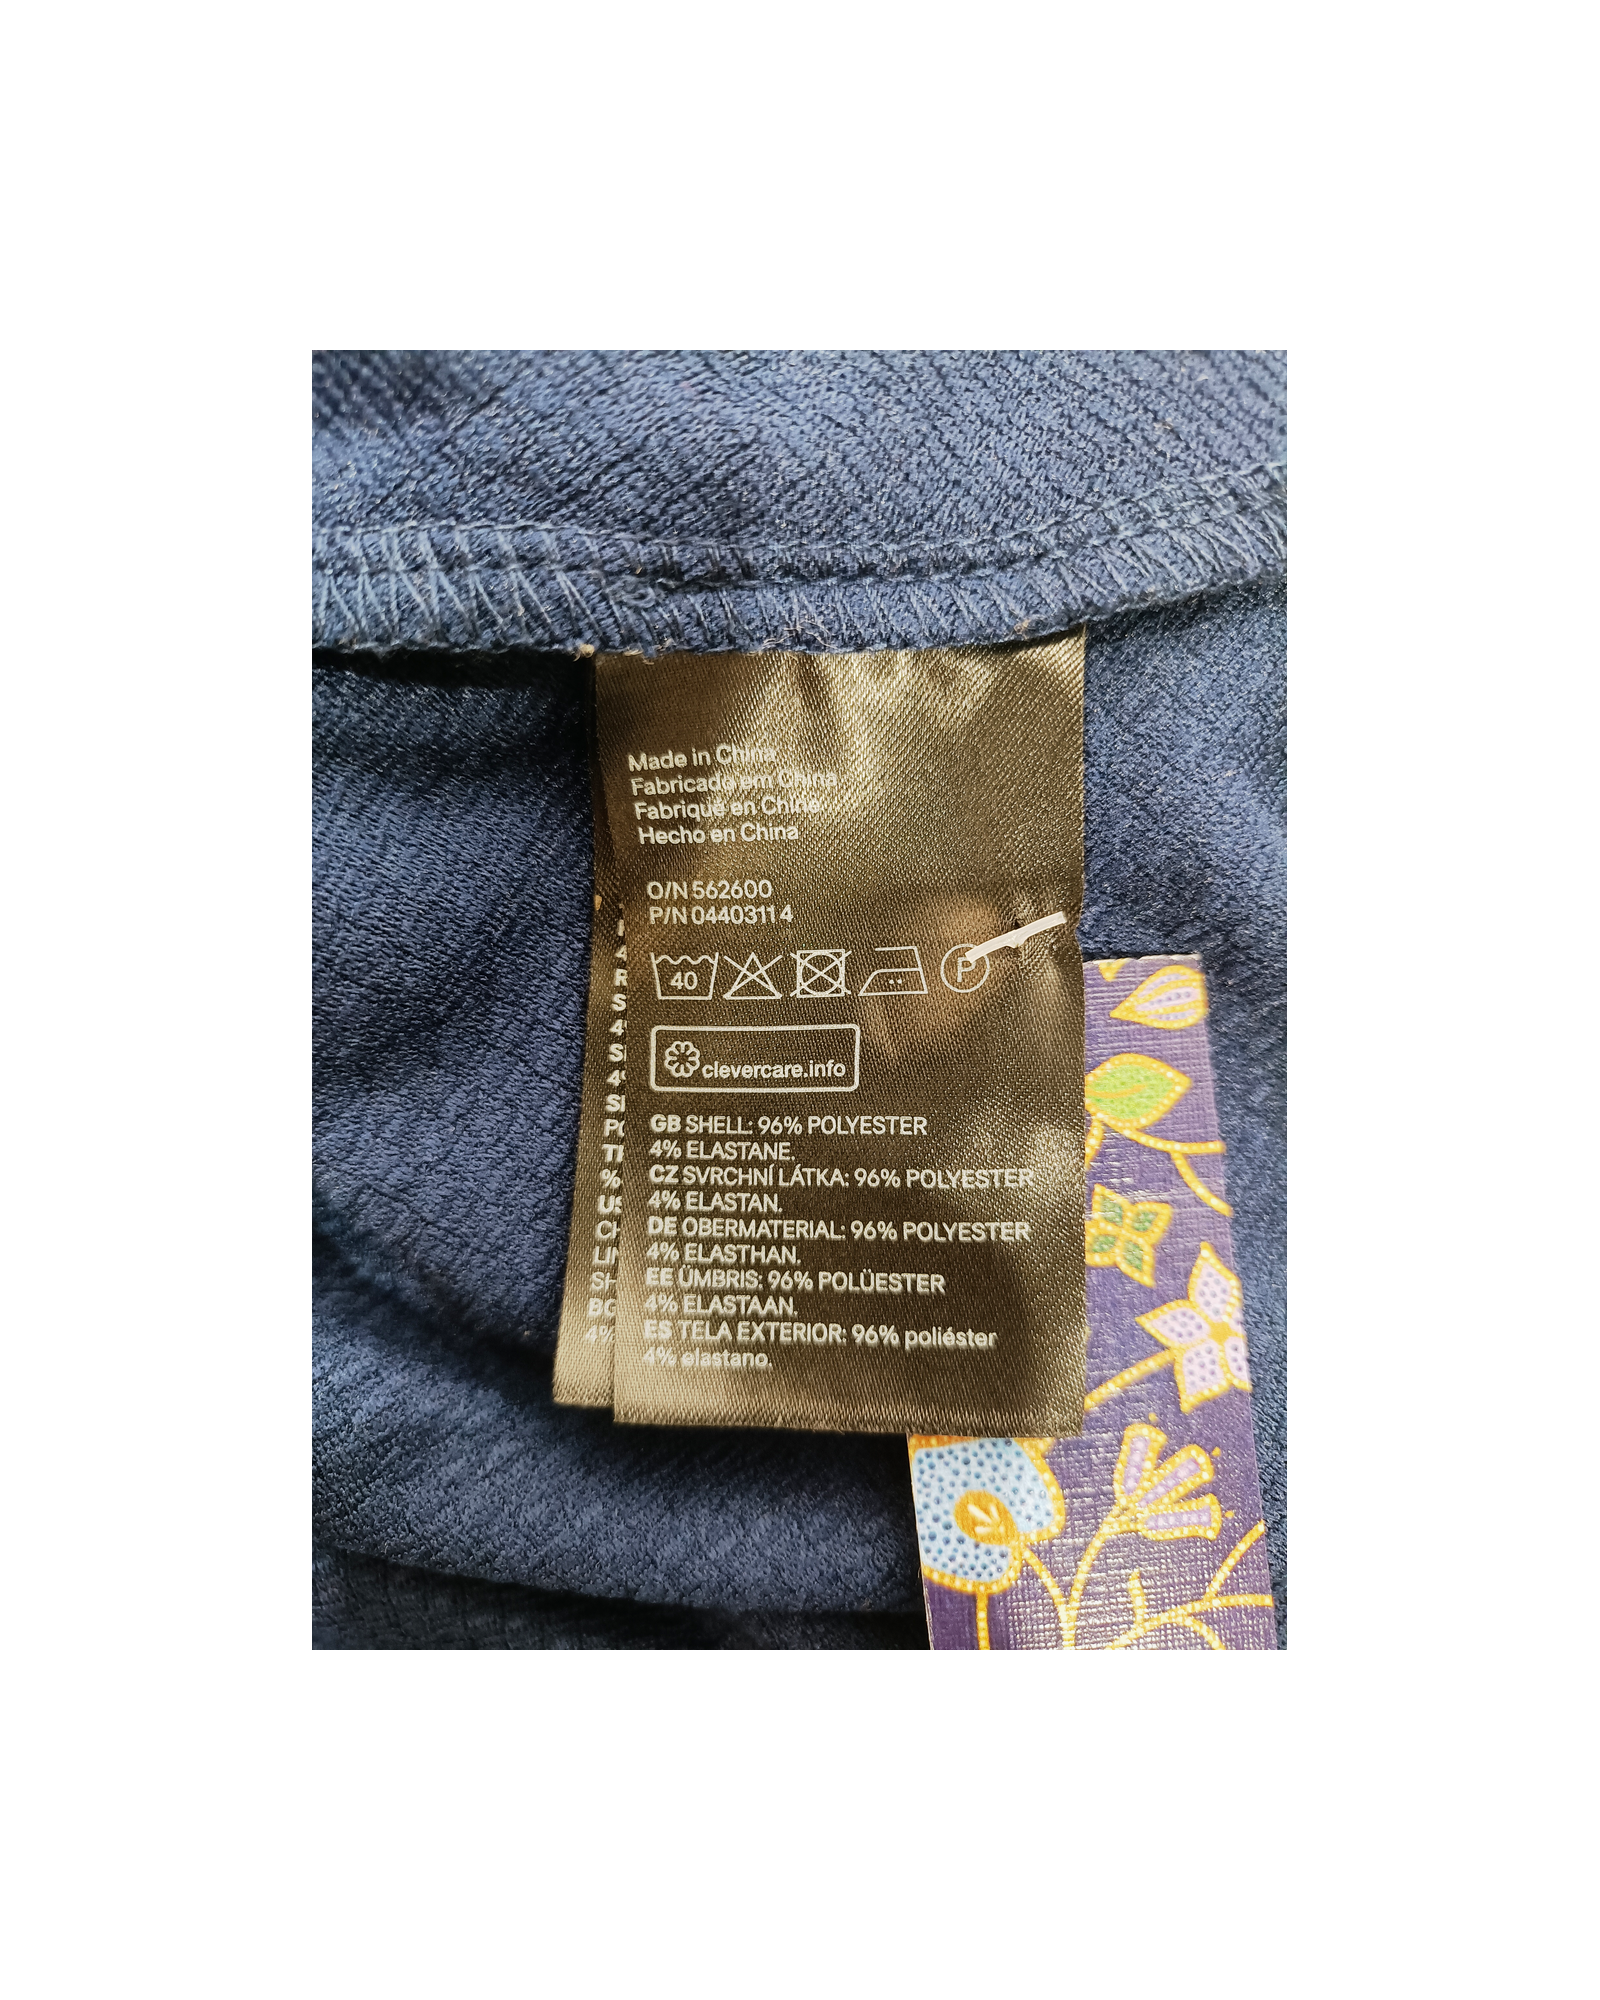 Made in China
Fabricado em China
Fabriqué en Chine
Hecho en China
O/N 562600
P/N 04403114
40
P
clevercare.info
GB SHELL: 96% POLYESTER
4% ELASTANE.
CZ SVRCHNÍ LÁTKA: 96% POLYESTER
4% ELASTAN.
DE OBERMATERIAL: 96% POLYESTER
4% ELASTHAN.
EE ÜMBRIS: 96% POLÜESTER
4% ELASTAAN.
ES TELA EXTERIOR: 96% poliéster
4% elastano.
BG
4%